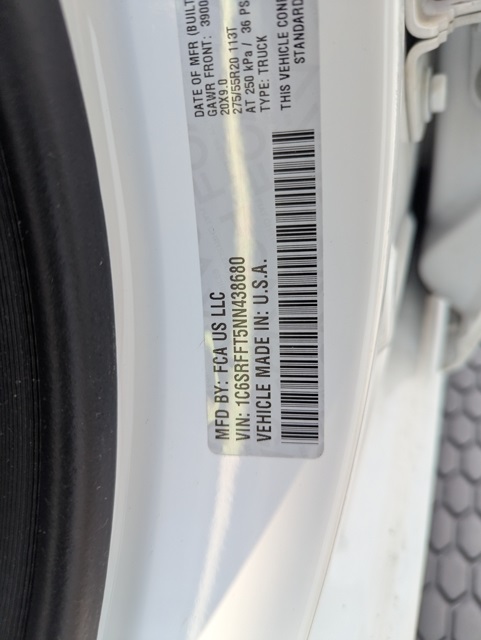 MFD BY: FCA US LLC
VIN: 1C6SRFFT5NN438680
VEHICLE MADE IN: U.S.A.
DATE OF MFR (BUILT
GAWR FRONT: 3900
20X9.0
275/55R20 113T
AT 250 kPa / 36 PS
TYPE: TRUCK
THIS VEHICLE CON
STANDARD